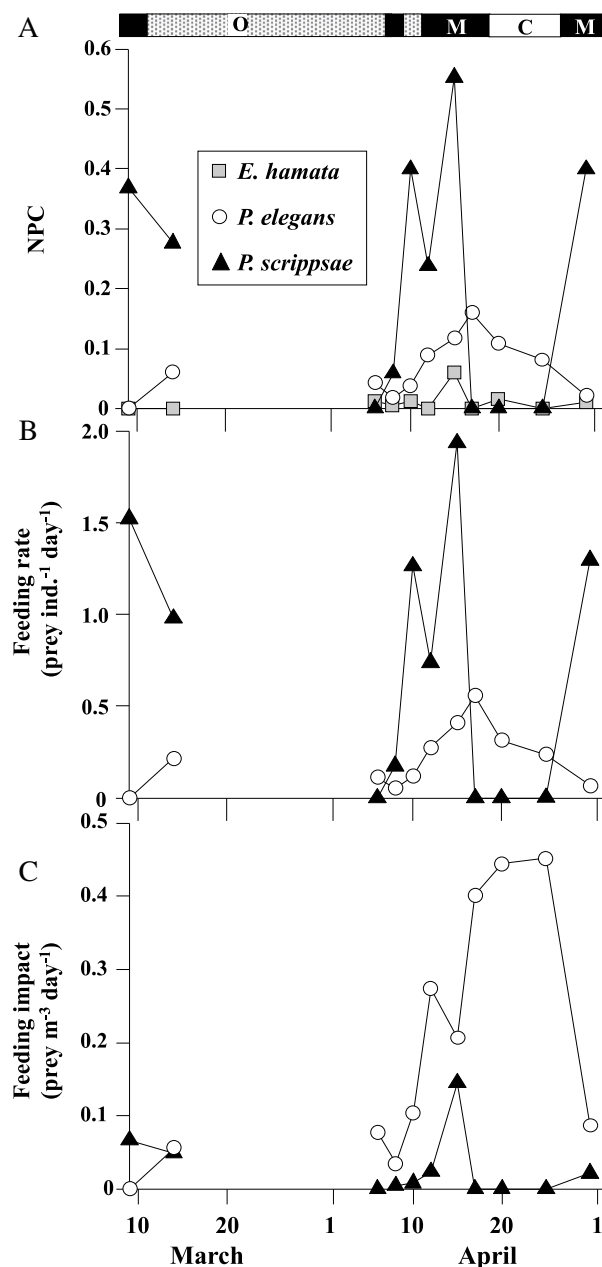 A
O M C M
0.6
0.5
0.4
0.3
0.2
0.1
0
NPC
E. hamata
P. elegans
P. scrippsae
B
2.0
1.5
1.0
0.5
0
Feeding rate
(prey ind.⁻¹ day⁻¹)
C
0.5
0.4
0.3
0.2
0.1
0
Feeding impact
(prey m⁻³ day⁻¹)
10 20 1 10 20 1
March April